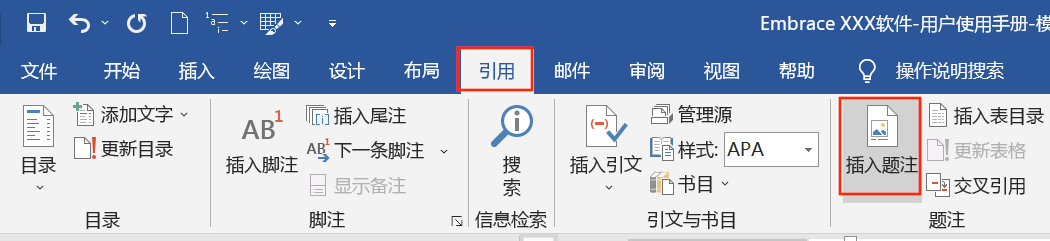 Embrace XXX软件-用户使用手册-模
文件 开始 插入 绘图 设计 布局 引用 邮件 审阅 视图 帮助 操作说明搜索
目录
添加文字
更新目录
目录
AB1
插入脚注
插入尾注
AB1 下一条脚注
显示备注
脚注
搜
索
信息检索
插入引文
管理源
样式: APA
书目
引文与书目
插入题注
插入表目录
更新表格
交叉引用
题注